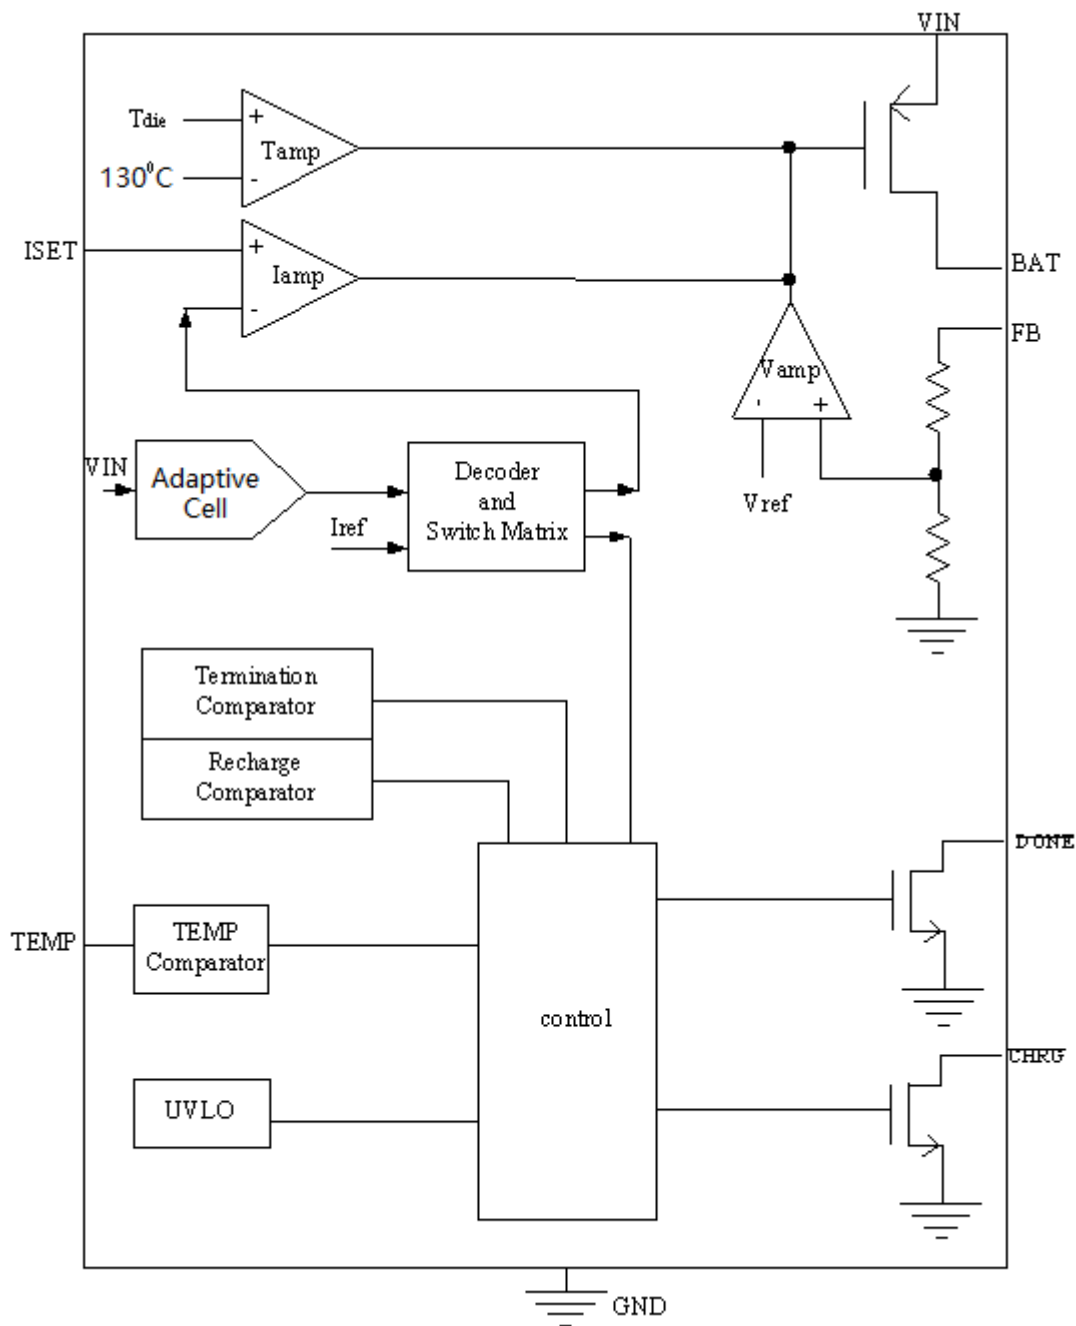 VIN
Tdie
+
Tamp
130⁰C
-
ISET
+
Iamp
-
BAT
FB
Vamp
- +
Vref
VIN
Adaptive
Cell
Decoder
and
Switch Matrix
Iref
Termination
Comparator
Recharge
Comparator
DONE
TEMP
TEMP
Comparator
control
CHRG
UVLO
GND